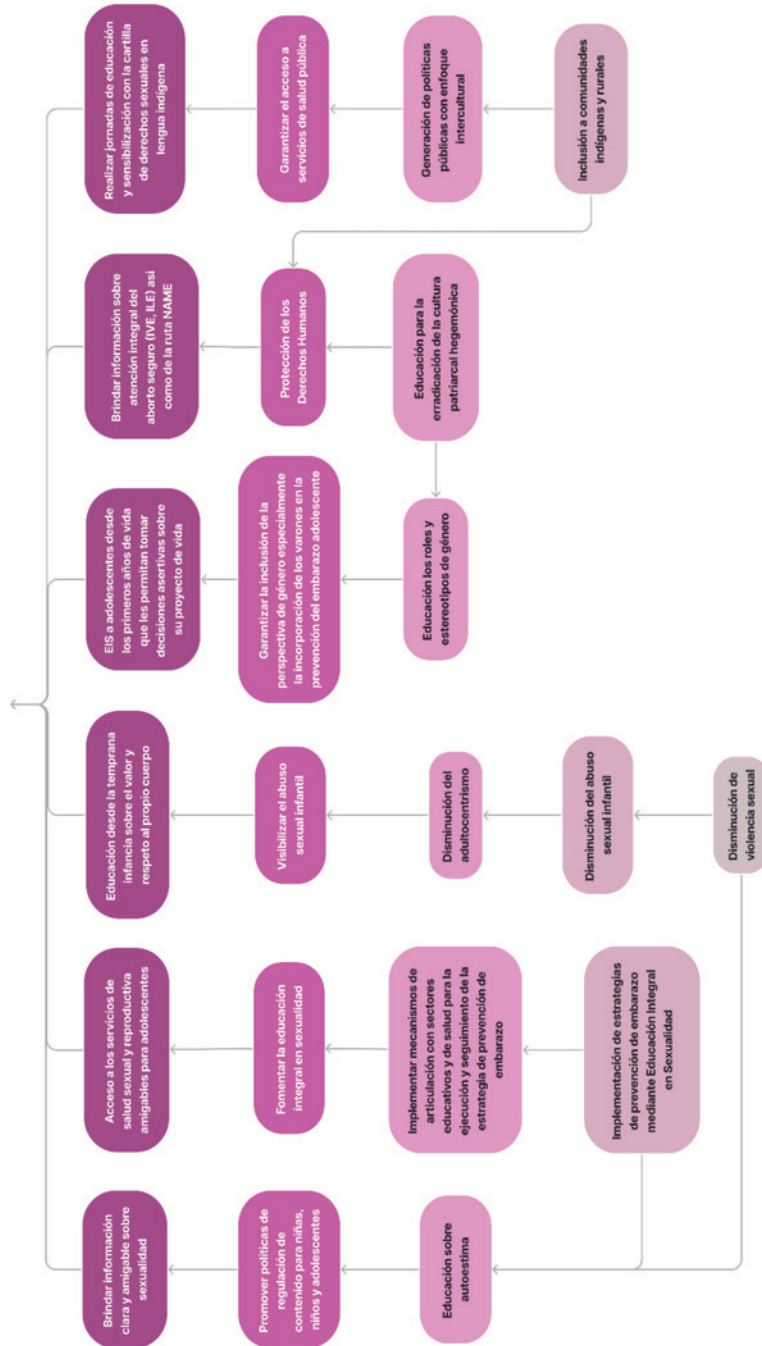 Brindar información
clara y amigable sobre
sexualidad
Acceso a los servicios de
salud sexual y reproductiva
amigables para adolescentes
Educación desde la temprana
infancia sobre el valor y
respeto al propio cuerpo
EIS a adolescentes desde
los primeros años de vida
que les permitan tomar
decisiones asertivas sobre
su proyecto de vida
Brindar información sobre
atención integral del
aborto seguro (IVE, ILE) asi
como de la ruta NAME
Realizar jornadas de educación
y sensibilización con la cartilla
de derechos sexuales en
lengua indígena
Promover políticas de
regulación de
contenido para niñas,
niños y adolescentes
Fomentar la educación
integral en sexualidad
Visibilizar el abuso
sexual infantil
Garantizar la inclusión de la
perspectiva de género especialmente
la incorporación de los varones en la
prevención del embarazo adolescente
Protección de los
Derechos Humanos
Garantizar el acceso a
servicios de salud pública
Educación sobre
autoestima
Implementar mecanismos de
articulación con sectores
educativos y de salud para la
ejecución y seguimiento de la
estrategia de prevención de
embarazo
Disminución del
adultocentrismo
Educación los roles y
estereotipos de género
Educación para la
erradicación de la cultura
patriarcal hegemónica
Generación de políticas
públicas con enfoque
intercultural
Implementación de estrategias
de prevención de embarazo
mediante Educación Integral
en Sexualidad
Disminución del abuso
sexual infantil
Inclusión a comunidades
indígenas y rurales
Disminución de
violencia sexual